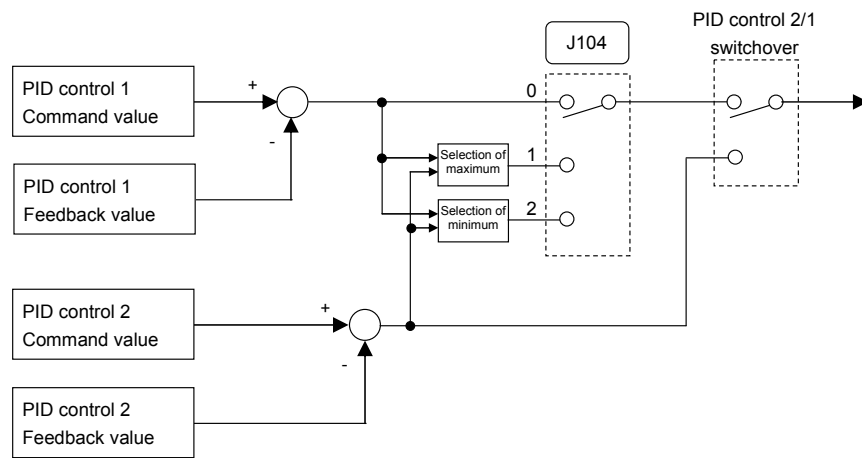 J104
PID control 2/1
switchover
PID control 1
Command value
+
-
0
PID control 1
Feedback value
Selection of
maximum
1
Selection of
minimum
2
PID control 2
Command value
+
-
PID control 2
Feedback value